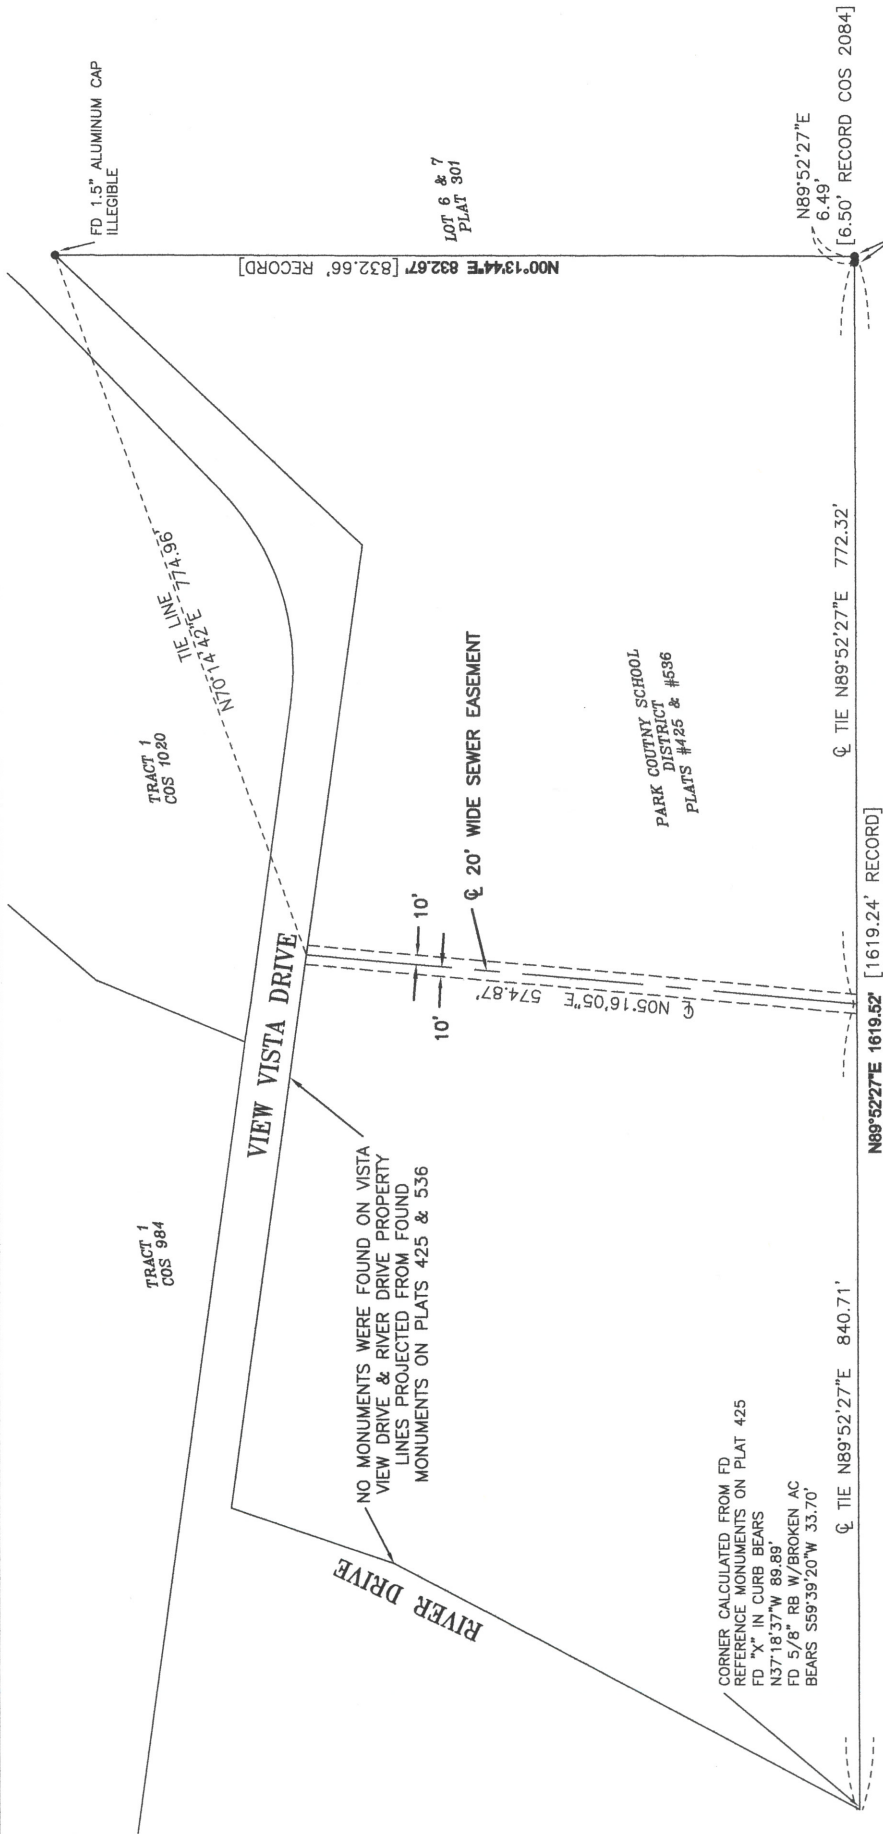 FD 1.5" ALUMINUM CAP
ILLEGIBLE
TRACT 1
COS 1020
TIE LINE 774.96'
N70°14'42"E
TRACT 1
COS 984
VIEW VISTA DRIVE
LOT 6 & 7
PLAT 301
N00°13'44"E 832.67' [832.66' RECORD]
NO MONUMENTS WERE FOUND ON VISTA
VIEW DRIVE & RIVER DRIVE PROPERTY
LINES PROJECTED FROM FOUND
MONUMENTS ON PLATS 425 & 536
RIVER DRIVE
10'
10'
℄ 20' WIDE SEWER EASEMENT
℄ N05°16'05"E 574.87'
PARK COUTNY SCHOOL
DISTRICT
PLATS #425 & #536
CORNER CALCULATED FROM FD
REFERENCE MONUMENTS ON PLAT 425
FD "X" IN CURB BEARS
N37°18'37"W 89.89'
FD 5/8" RB W/BROKEN AC
BEARS S59°39'20"W 33.70'
N89°52'27"E
6.49'
[6.50' RECORD COS 2084]
℄ TIE N89°52'27"E 840.71'
℄ TIE N89°52'27"E 772.32'
N89°52'27"E 1619.52' [1619.24' RECORD]